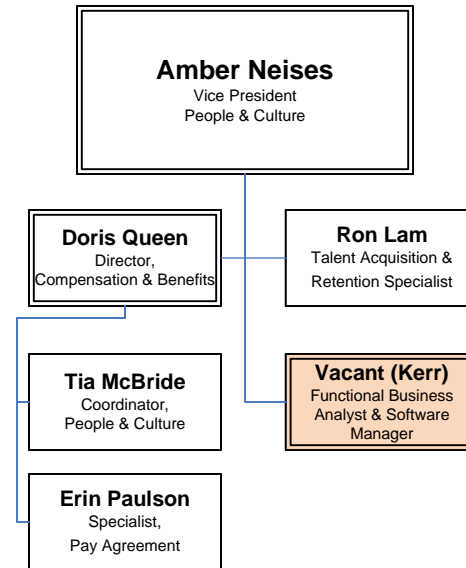 Amber Neises
Vice President
People & Culture
Doris Queen
Director,
Compensation & Benefits
Ron Lam
Talent Acquisition &
Retention Specialist
Tia McBride
Coordinator,
People & Culture
Vacant (Kerr)
Functional Business
Analyst & Software
Manager
Erin Paulson
Specialist,
Pay Agreement